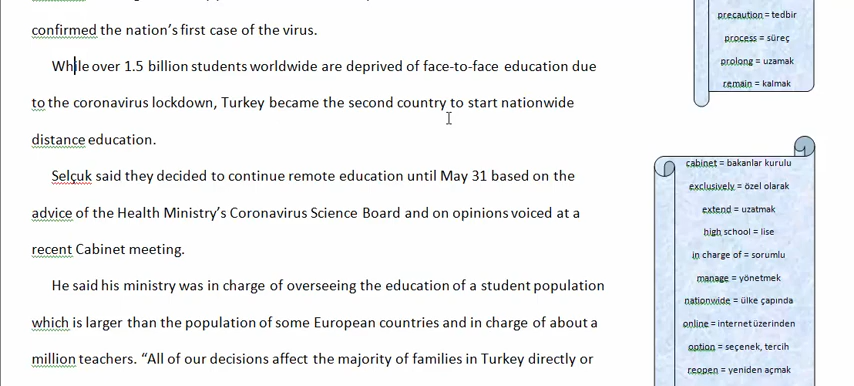 confirmed the nation’s first case of the virus.
While over 1.5 billion students worldwide are deprived of face-to-face education due
to the coronavirus lockdown, Turkey became the second country to start nationwide
distance education.
Selçuk said they decided to continue remote education until May 31 based on the
advice of the Health Ministry’s Coronavirus Science Board and on opinions voiced at a
recent Cabinet meeting.
He said his ministry was in charge of overseeing the education of a student population
which is larger than the population of some European countries and in charge of about a
million teachers. “All of our decisions affect the majority of families in Turkey directly or
precaution = tedbir
process = süreç
prolong = uzamak
remain = kalmak
cabinet = bakanlar kurulu
exclusively = özel olarak
extend = uzatmak
high school = lise
in charge of = sorumlu
manage = yönetmek
nationwide = ülke çapında
online = internet üzerinden
option = seçenek, tercih
reopen = yeniden açmak